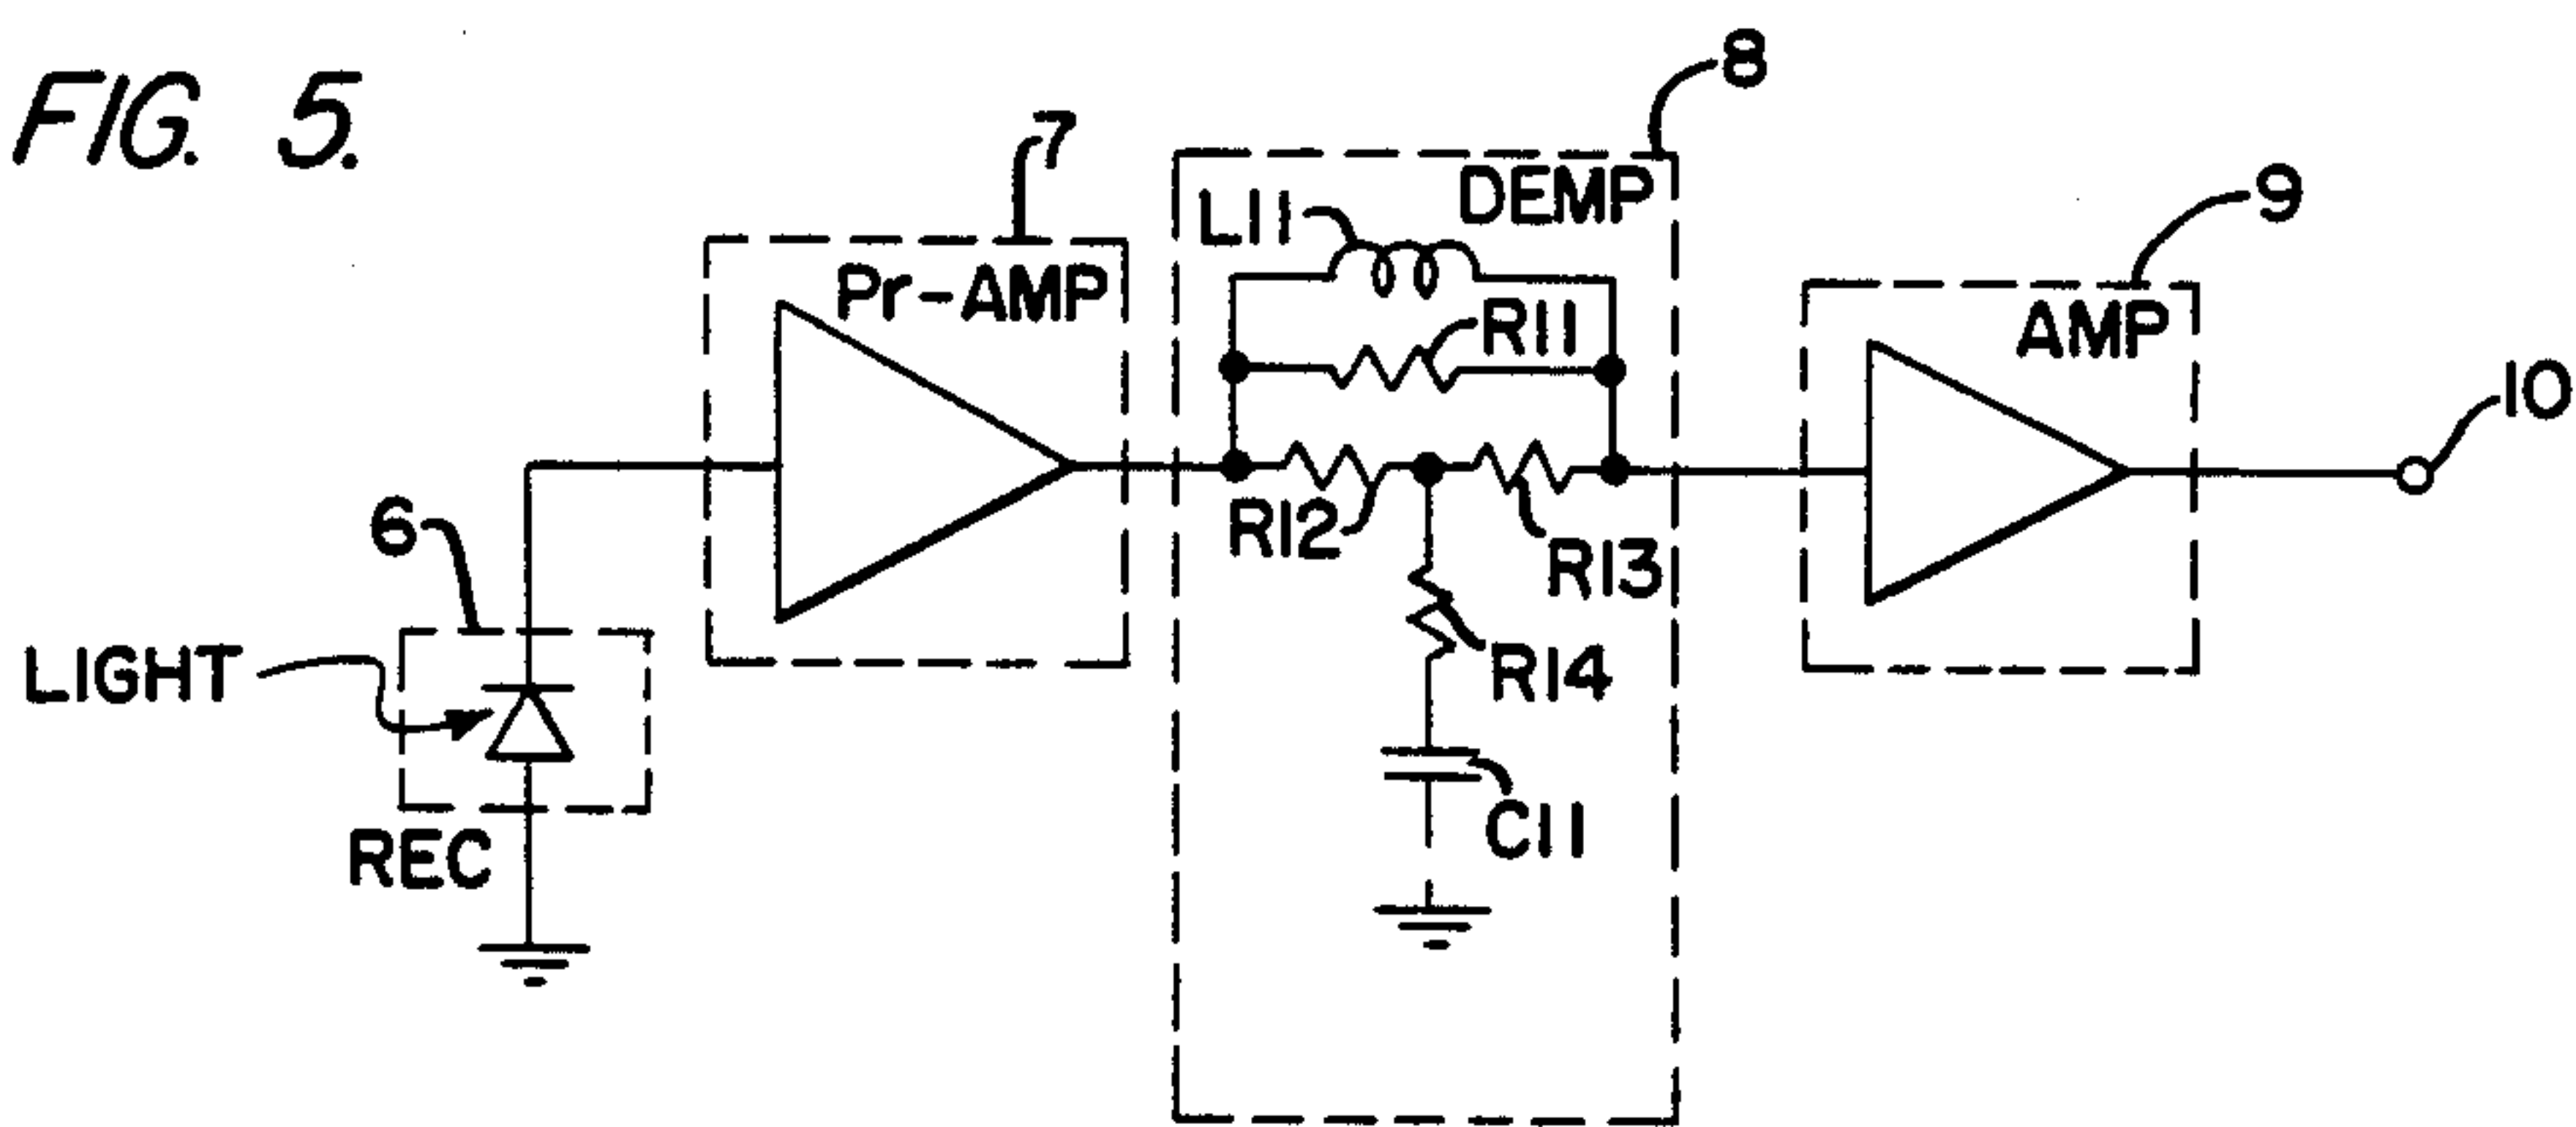 FIG. 5.
8
7
DEMP
9
L11
Pr-AMP
R11
AMP
10
6
R12
R13
LIGHT
R14
C11
REC